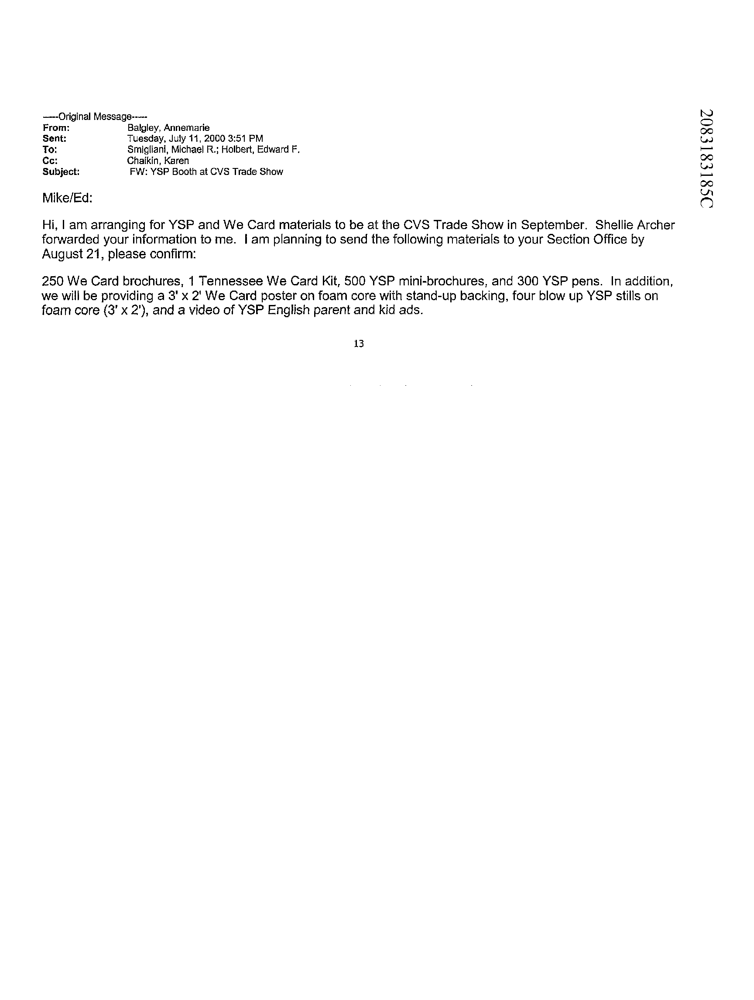 -----Original Message-----
From: Balgley, Annemarie
Sent: Tuesday, July 11, 2000 3:51 PM
To: Smigliani, Michael R.; Holbert, Edward F.
Cc: Chaikin, Karen
Subject: FW: YSP Booth at CVS Trade Show
Mike/Ed:
Hi, I am arranging for YSP and We Card materials to be at the CVS Trade Show in September. Shellie Archer
forwarded your information to me. I am planning to send the following materials to your Section Office by
August 21, please confirm:
250 We Card brochures, 1 Tennessee We Card Kit, 500 YSP mini-brochures, and 300 YSP pens. In addition,
we will be providing a 3' x 2' We Card poster on foam core with stand-up backing, four blow up YSP stills on
foam core (3' x 2'), and a video of YSP English parent and kid ads.
13
2083183185C